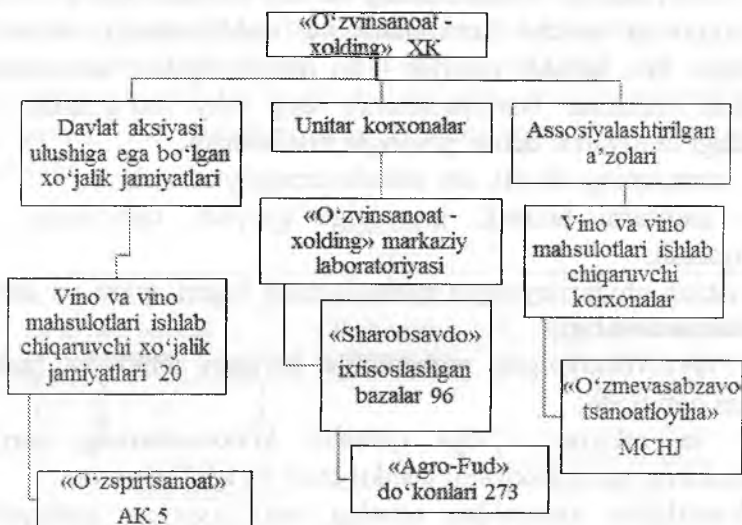 «O‘zvinsanoat -
xolding» XK
Davlat aksiyasi
ulushiga ega bo‘lgan
xo‘jalik jamiyatlari
Unitar korxonalar
Assosiyalashtirilgan
a’zolari
«O‘zvinsanoat -
xolding» markaziy
laboratoriyasi
Vino va vino
mahsulotlari ishlab
chiqaruvchi
korxonalar
Vino va vino
mahsulotlari ishlab
chiqaruvchi xo‘jalik
jamiyatlari 20
«Sharobsavdo»
ixtisoslashgan
bazalar 96
«O‘zmevasabzavo
tsanoatloyiha»
MCHJ
«O‘zspirtsanoat»
AK 5
«Agro-Fud»
do‘konlari 273